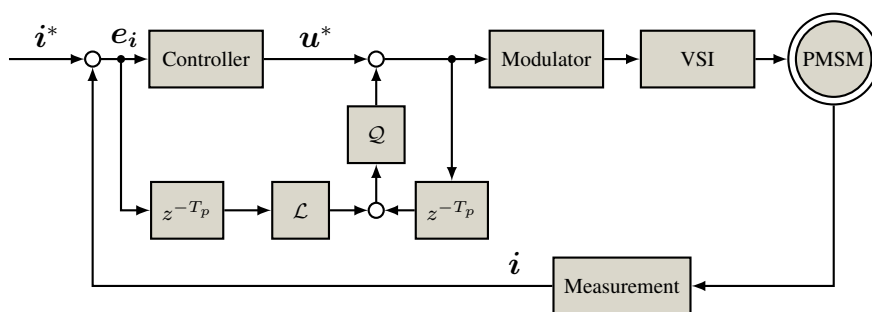 i*
e_i
Controller
u*
Modulator
VSI
PMSM
𝒬
z^{-T_p}
ℒ
z^{-T_p}
i
Measurement